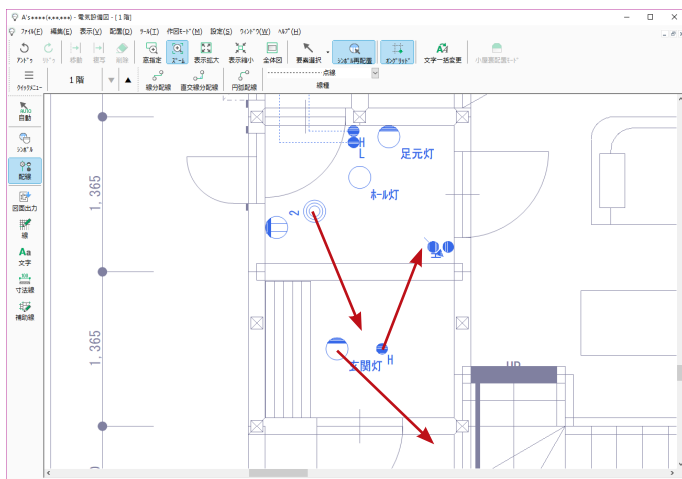 A's••••(•,••,•••) - 電気設備図 - [1 階]
ファイル(F) 編集(E) 表示(V) 配置(D) ツール(T) 作図モード(M) 設定(S) ウィンドウ(W) ヘルプ(H)
アンドゥ リドゥ 移動 複写 削除 窓指定 ズーム 表示拡大 表示縮小 全体図 要素選択 シンボル再配置 オングリッド 文字一括変更 小屋裏配置モード
クイックメニュー 1 階 線分配線 直交線分配線 円弧配線 点線
線種
AUTO
自動
シンボル
配線
図面出力
線
Aa
文字
寸法線
補助線
1,365
1,365
H
L
足元灯
ホール灯
2
玄関灯 H
UP